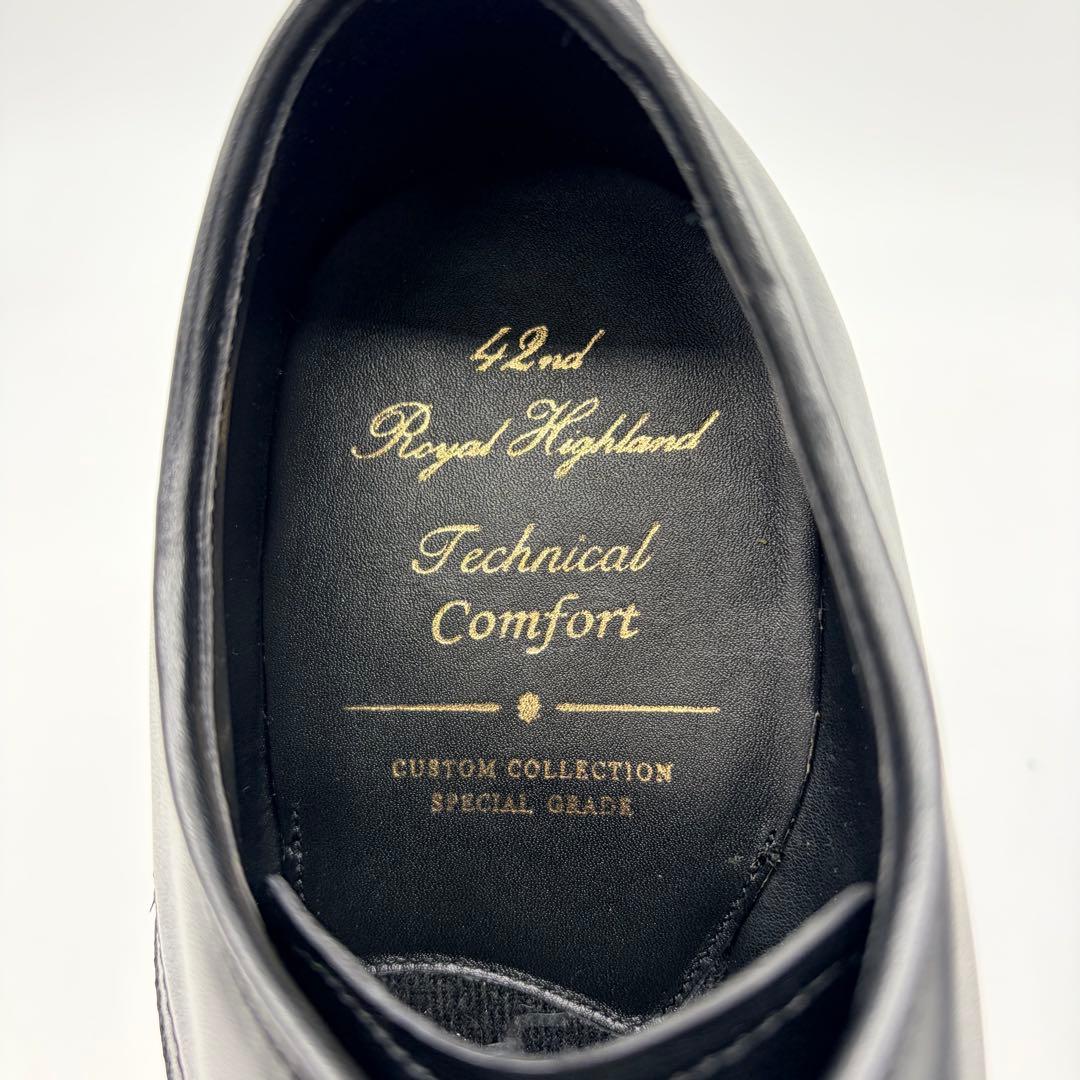 42nd
Royal Highland
Technical
Comfort
CUSTOM COLLECTION
SPECIAL GRADE